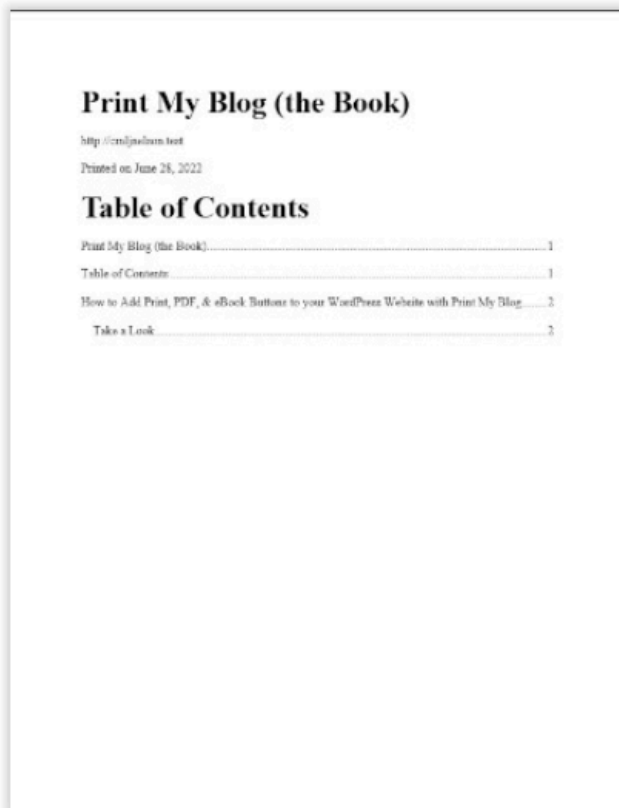 Print My Blog (the Book)
http://cmljnelson.test
Printed on June 28, 2022
Table of Contents
Print My Blog (the Book) 1
Table of Contents 1
How to Add Print, PDF, & eBook Buttons to your WordPress Website with Print My Blog 2
Take a Look 2